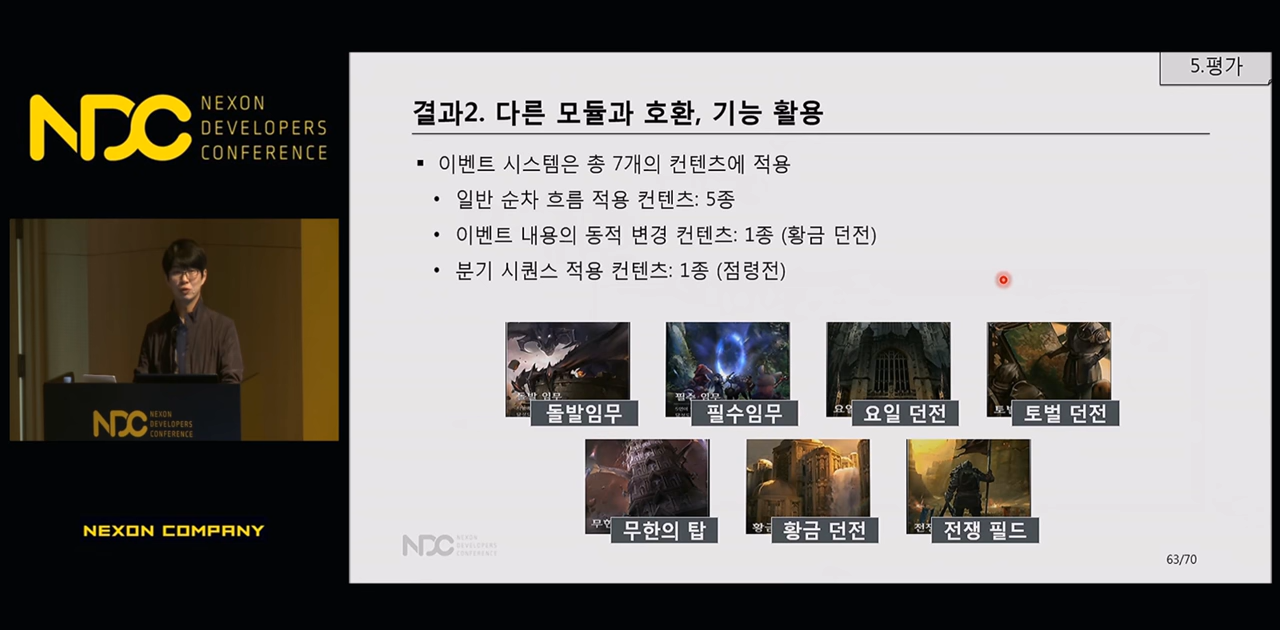 NDC
NEXON
DEVELOPERS
CONFERENCE
NDC
NEXON
DEVELOPERS
CONFERENCE
NEXON COMPANY
5.평가
결과2. 다른 모듈과 호환, 기능 활용
▪ 이벤트 시스템은 총 7개의 컨텐츠에 적용
• 일반 순차 흐름 적용 컨텐츠: 5종
• 이벤트 내용의 동적 변경 컨텐츠: 1종 (황금 던전)
• 분기 시퀀스 적용 컨텐츠: 1종 (점령전)
돌발임무
필수임무
요일 던전
토벌 던전
무한의 탑
황금 던전
전쟁 필드
NDC
NEXON
DEVELOPERS
CONFERENCE
63/70